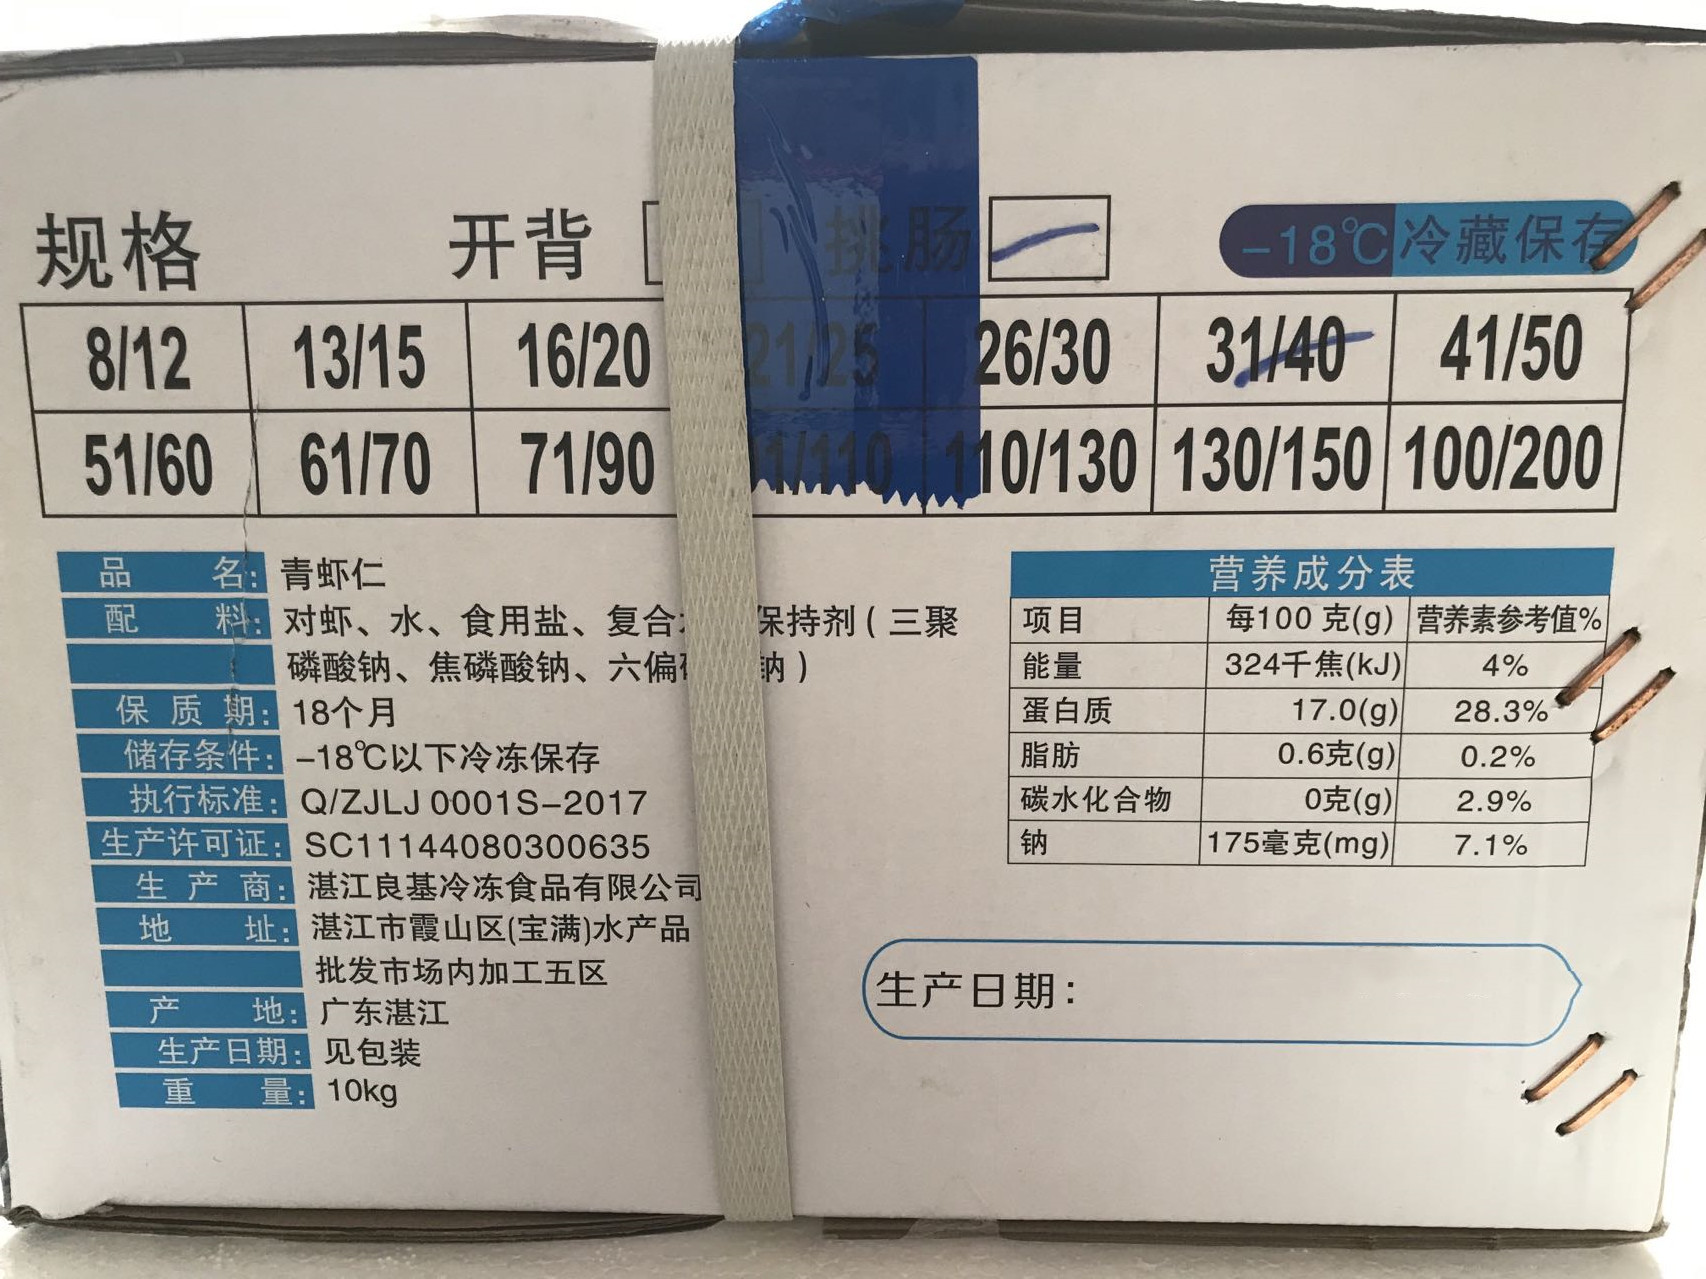 规格 开背 挑肠 -18℃冷藏保存
8/12 13/15 16/20 21/25 26/30 31/40 41/50
51/60 61/70 71/90 1/110 110/130 130/150 100/200
品名: 青虾仁
配料: 对虾、水、食用盐、复合 保持剂(三聚
磷酸钠、焦磷酸钠、六偏 钠)
保质期: 18个月
储存条件: -18℃以下冷冻保存
执行标准: Q/ZJLJ 0001S-2017
生产许可证: SC11144080300635
生产商: 湛江良基冷冻食品有限公司
地址: 湛江市霞山区(宝满)水产品
批发市场内加工五区
产地: 广东湛江
生产日期: 见包装
重量: 10kg
营养成分表
项目 每100克(g) 营养素参考值%
能量 324千焦(kJ) 4%
蛋白质 17.0(g) 28.3%
脂肪 0.6克(g) 0.2%
碳水化合物 0克(g) 2.9%
钠 175毫克(mg) 7.1%
生产日期: